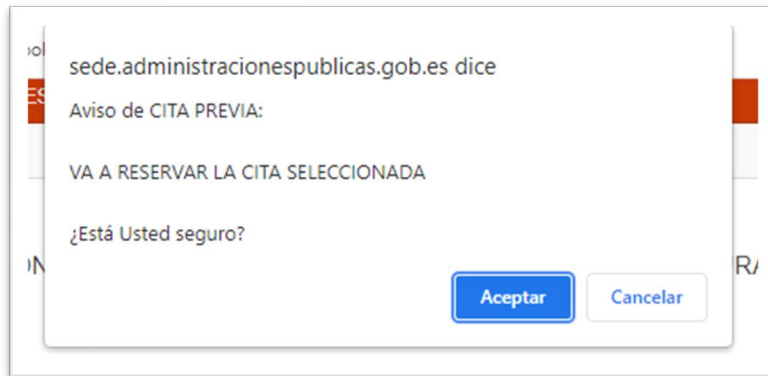 sede.administracionespublicas.gob.es dice
Aviso de CITA PREVIA:
VA A RESERVAR LA CITA SELECCIONADA
¿Está Usted seguro?
Aceptar
Cancelar